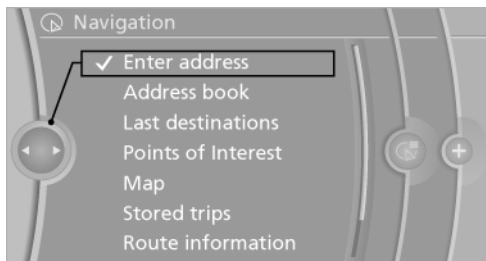 Navigation
Enter address
Address book
Last destinations
Points of Interest
Map
Stored trips
Route information